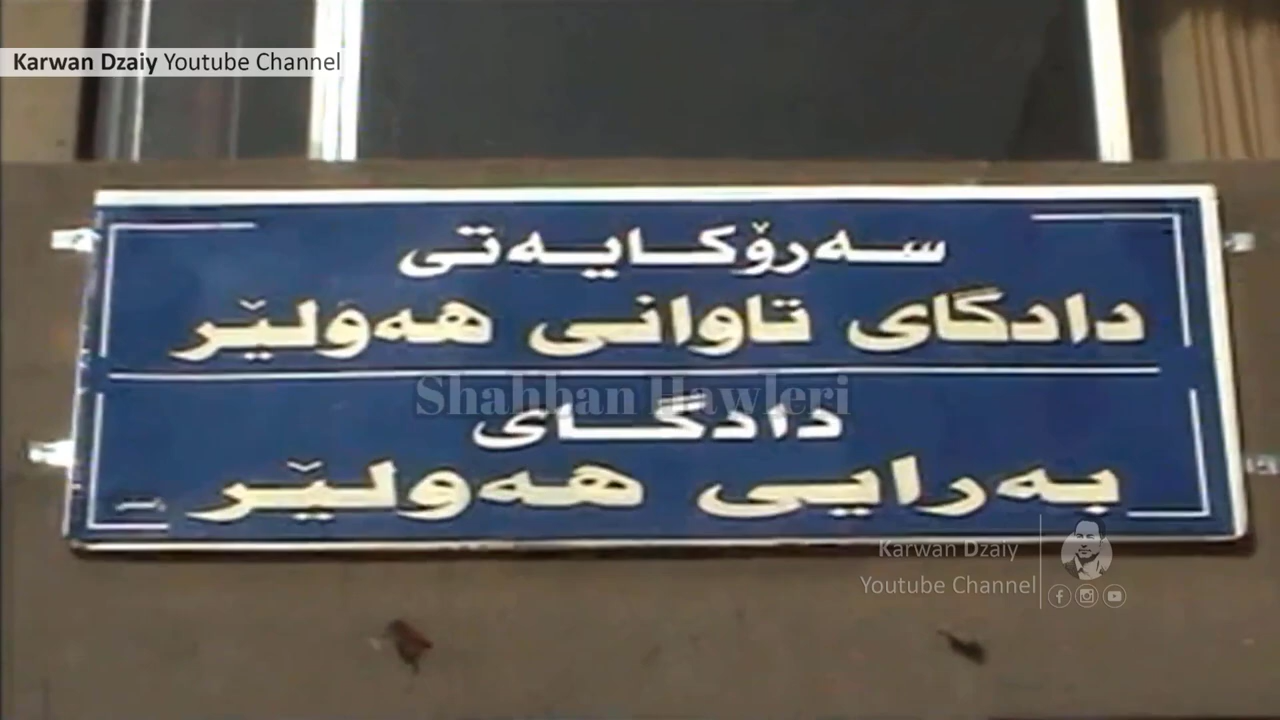 Karwan Dzaiy Youtube Channel
سەرۆکایەتی
دادگای تاوانی هەولێر
Shahban Hawleri
دادگای
بەرایی هەولێر
Karwan Dzaiy
Youtube Channel